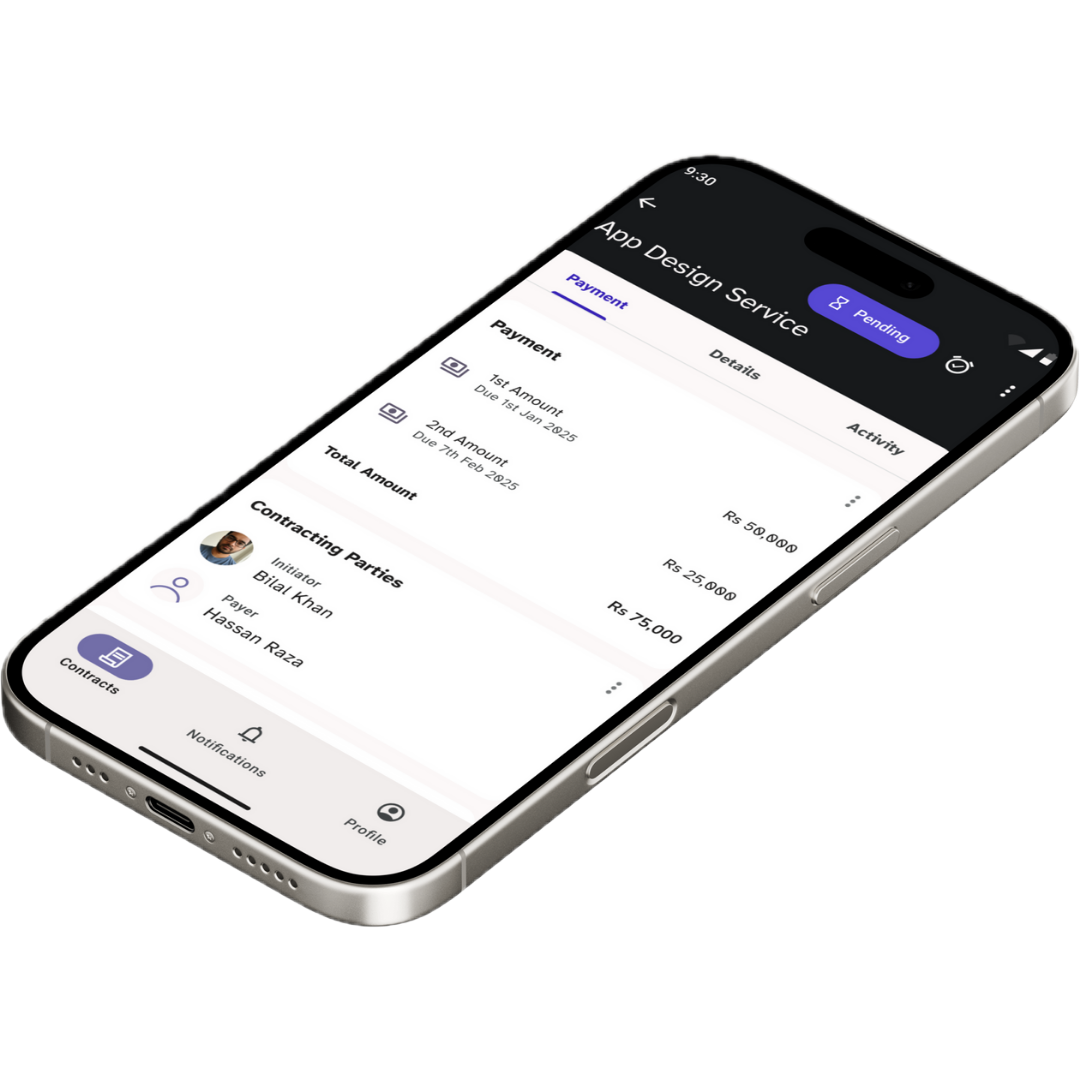 9:30
App Design Service
Pending
Payment
Details
Activity
Payment
1st Amount
Rs 50,000
Due 1st Jan 2025
2nd Amount
Rs 25,000
Due 7th Feb 2025
Total Amount
Rs 75,000
Contracting Parties
Initiator
Bilal Khan
Payer
Hassan Raza
Contracts
Notifications
Profile